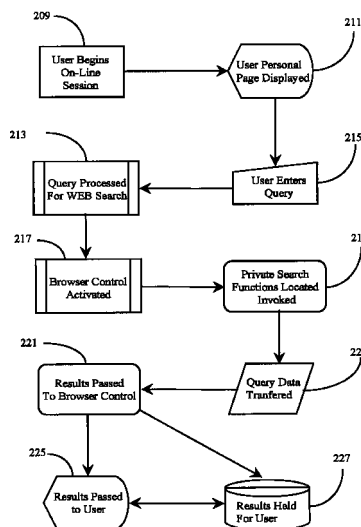 209
211
User Begins
On-Line
Session
User Personal
Page Displayed
213
215
Query Processed
For WEB Search
User Enters
Query
217
Browser Control
Activated
Private Search
Functions Located
Invoked
221
Results Passed
To Browser Control
Query Data
Tranfered
225
227
Results Passed
to User
Results Held
For User